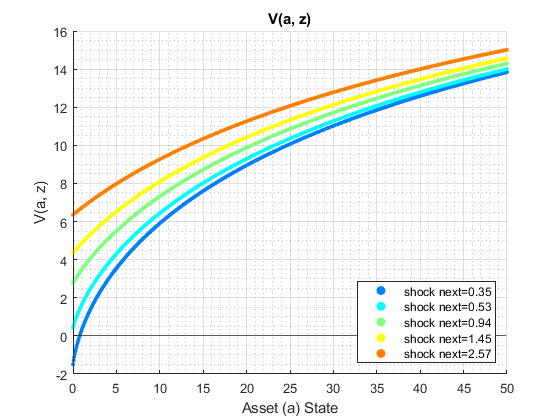 V(a, z)
16
14
12
10
8
6
4
2
0
-2
V(a, z)
0 5 10 15 20 25 30 35 40 45 50
Asset (a) State
shock next=0.35
shock next=0.53
shock next=0.94
shock next=1.45
shock next=2.57